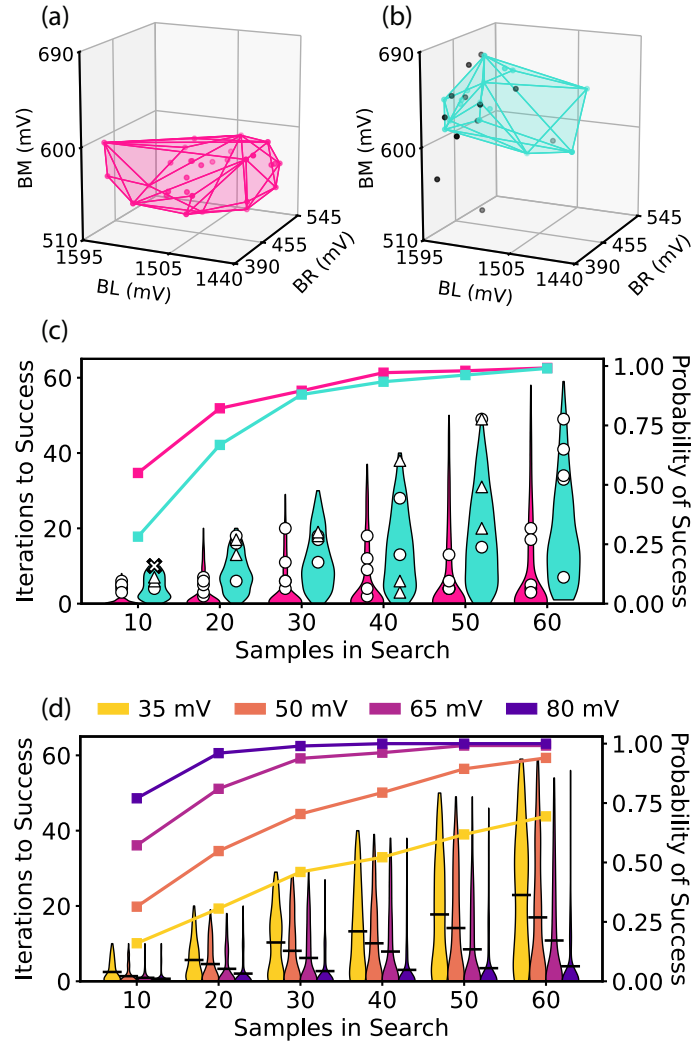 (a)
(b)
690
600
510
BM (mV)
1595
1505
1440
BL (mV)
390
455
545
BR (mV)
690
600
510
BM (mV)
1595
1505
1440
BL (mV)
390
455
545
BR (mV)
(c)
60
40
20
0
Iterations to Success
1.00
0.75
0.50
0.25
0.00
Probability of Success
10 20 30 40 50 60
Samples in Search
(d)
35 mV 50 mV 65 mV 80 mV
60
40
20
0
Iterations to Success
1.00
0.75
0.50
0.25
0.00
Probability of Success
10 20 30 40 50 60
Samples in Search